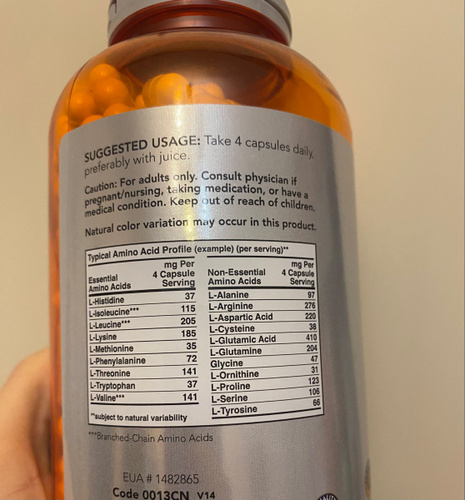 SUGGESTED USAGE: Take 4 capsules daily,
preferably with juice.
Caution: For adults only. Consult physician if
pregnant/nursing, taking medication, or have a
medical condition. Keep out of reach of children.
Natural color variation may occur in this product.
Typical Amino Acid Profile (example) (per serving)**
Essential Amino Acids mg Per 4 Capsule Serving
L-Histidine 37
L-Isoleucine*** 115
L-Leucine*** 205
L-Lysine 185
L-Methionine 35
L-Phenylalanine 72
L-Threonine 141
L-Tryptophan 37
L-Valine*** 141
**subject to natural variability
Non-Essential Amino Acids mg Per 4 Capsule Serving
L-Alanine 97
L-Arginine 276
L-Aspartic Acid 220
L-Cysteine 38
L-Glutamic Acid 410
L-Glutamine 204
Glycine 47
L-Ornithine 31
L-Proline 123
L-Serine 106
L-Tyrosine 66
***Branched-Chain Amino Acids
EUA # 1482865
Code 0013CN V14